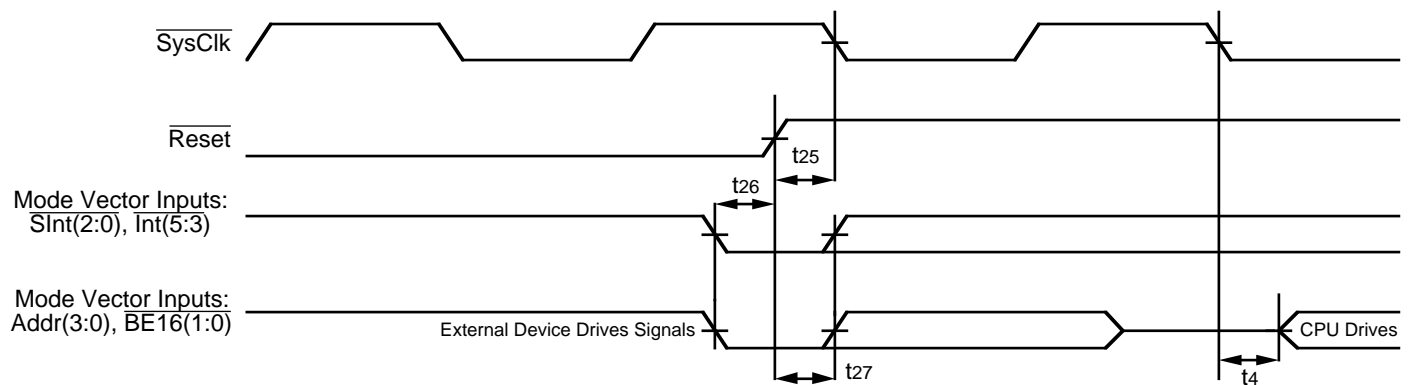 SysClk
Reset
t25
t26
Mode Vector Inputs:
SInt(2:0), Int(5:3)
Mode Vector Inputs:
Addr(3:0), BE16(1:0)
External Device Drives Signals
CPU Drives
t27
t4